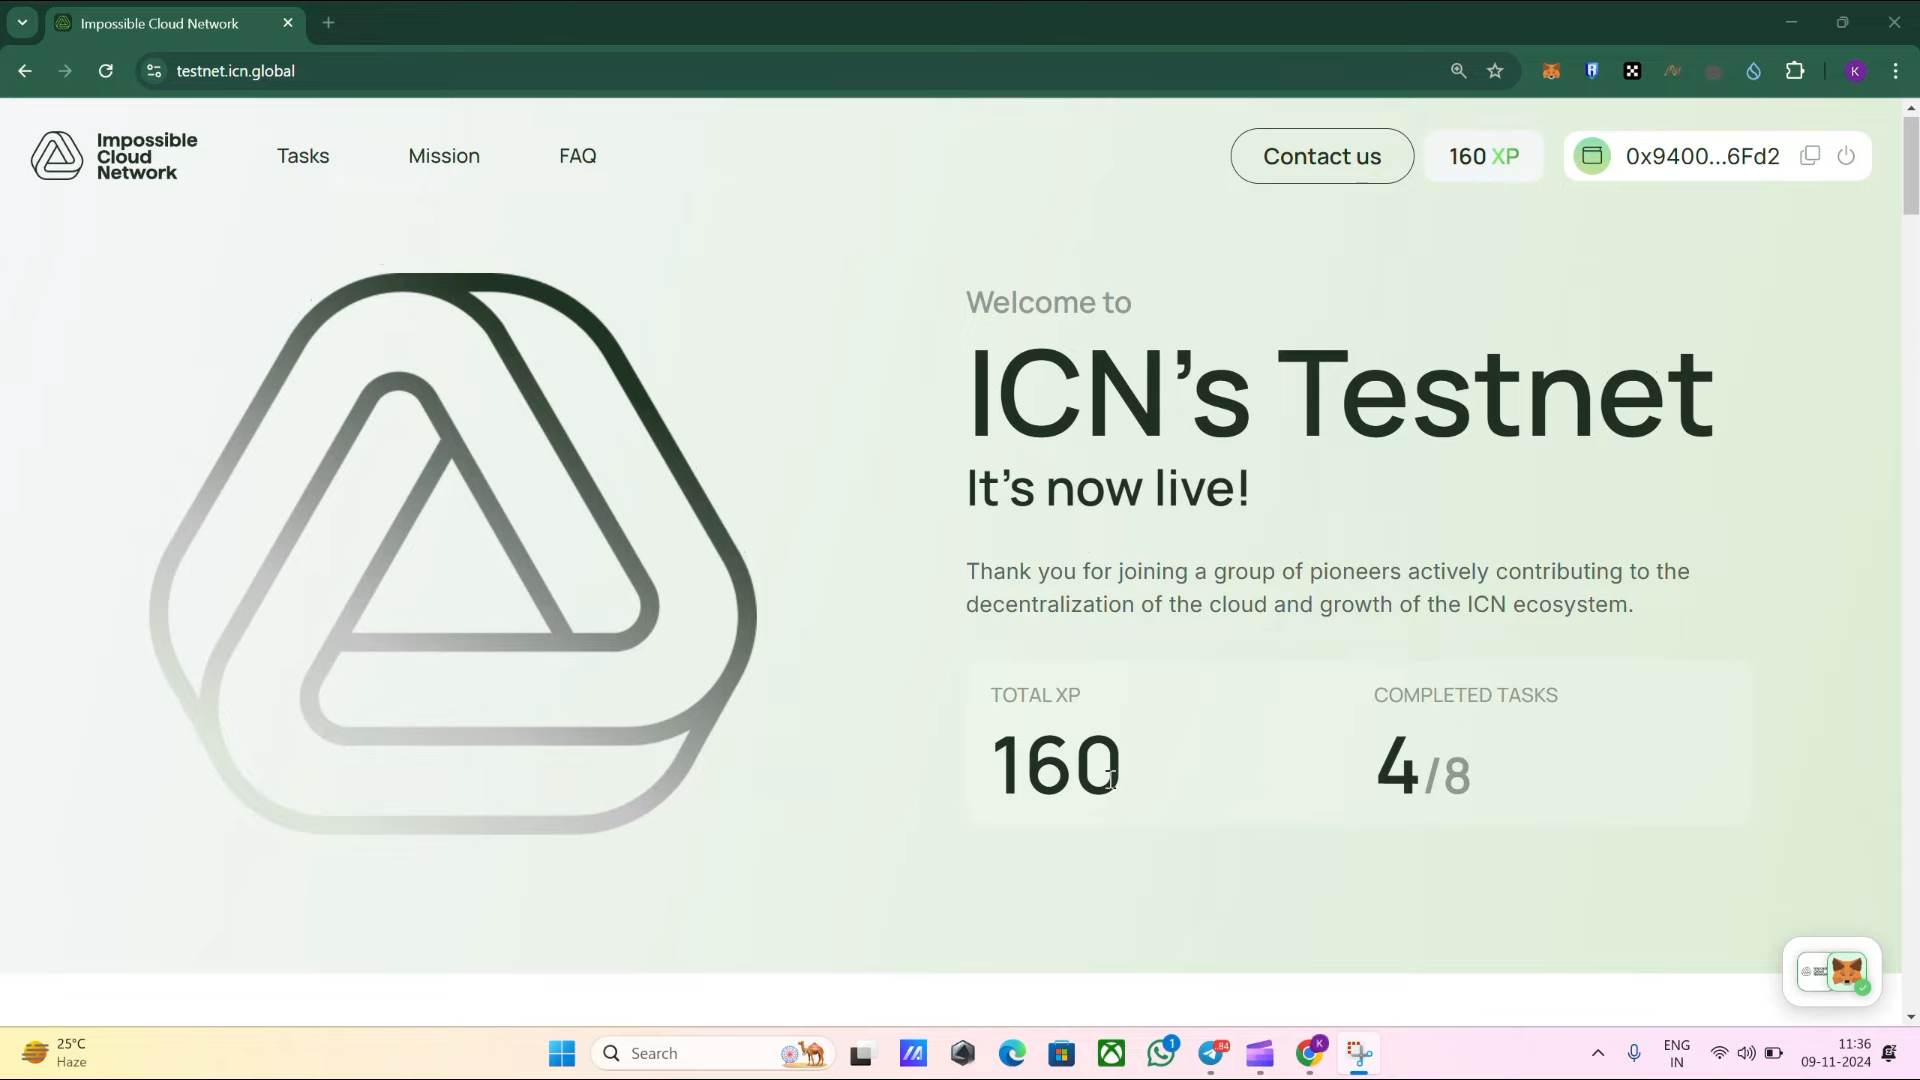 Impossible Cloud Network
testnet.icn.global
K
Impossible
Cloud
Network
Tasks
Mission
FAQ
Contact us
160 XP
0x9400...6Fd2
Welcome to
ICN's Testnet
It's now live!
Thank you for joining a group of pioneers actively contributing to the
decentralization of the cloud and growth of the ICN ecosystem.
TOTAL XP
COMPLETED TASKS
160
4/8
25°C
Haze
Search
1
84
K
ENG
IN
11:36
09-11-2024